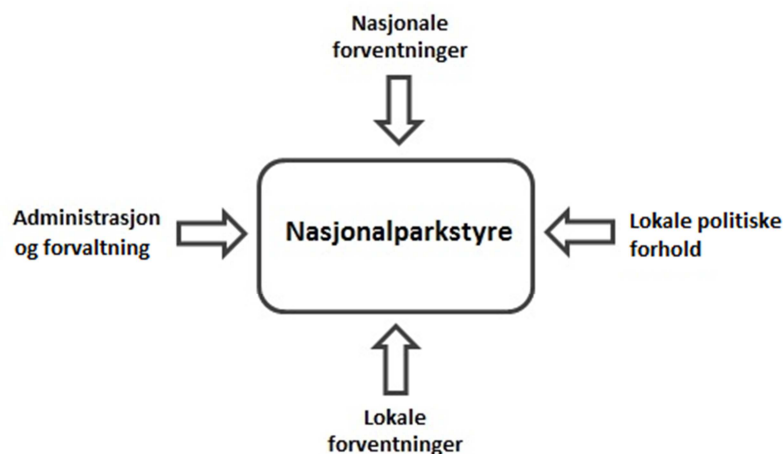 Nasjonale
forventninger
Administrasjon
og forvaltning
Nasjonalparkstyre
Lokale politiske
forhold
Lokale
forventninger